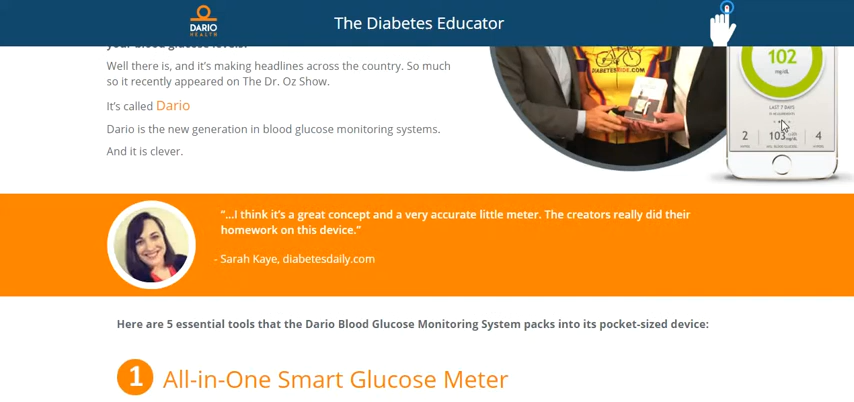 DARIO
HEALTH
The Diabetes Educator
your blood glucose levels.
Well there is, and it's making headlines across the country. So much
so it recently appeared on The Dr. Oz Show.
It's called Dario
Dario is the new generation in blood glucose monitoring systems.
And it is clever.
DIABETESRIDE.COM
102
mg/dL
LAST 7 DAYS
2
103
4
"...I think it's a great concept and a very accurate little meter. The creators really did their
homework on this device."
- Sarah Kaye, diabetesdaily.com
Here are 5 essential tools that the Dario Blood Glucose Monitoring System packs into its pocket-sized device:
1 All-in-One Smart Glucose Meter